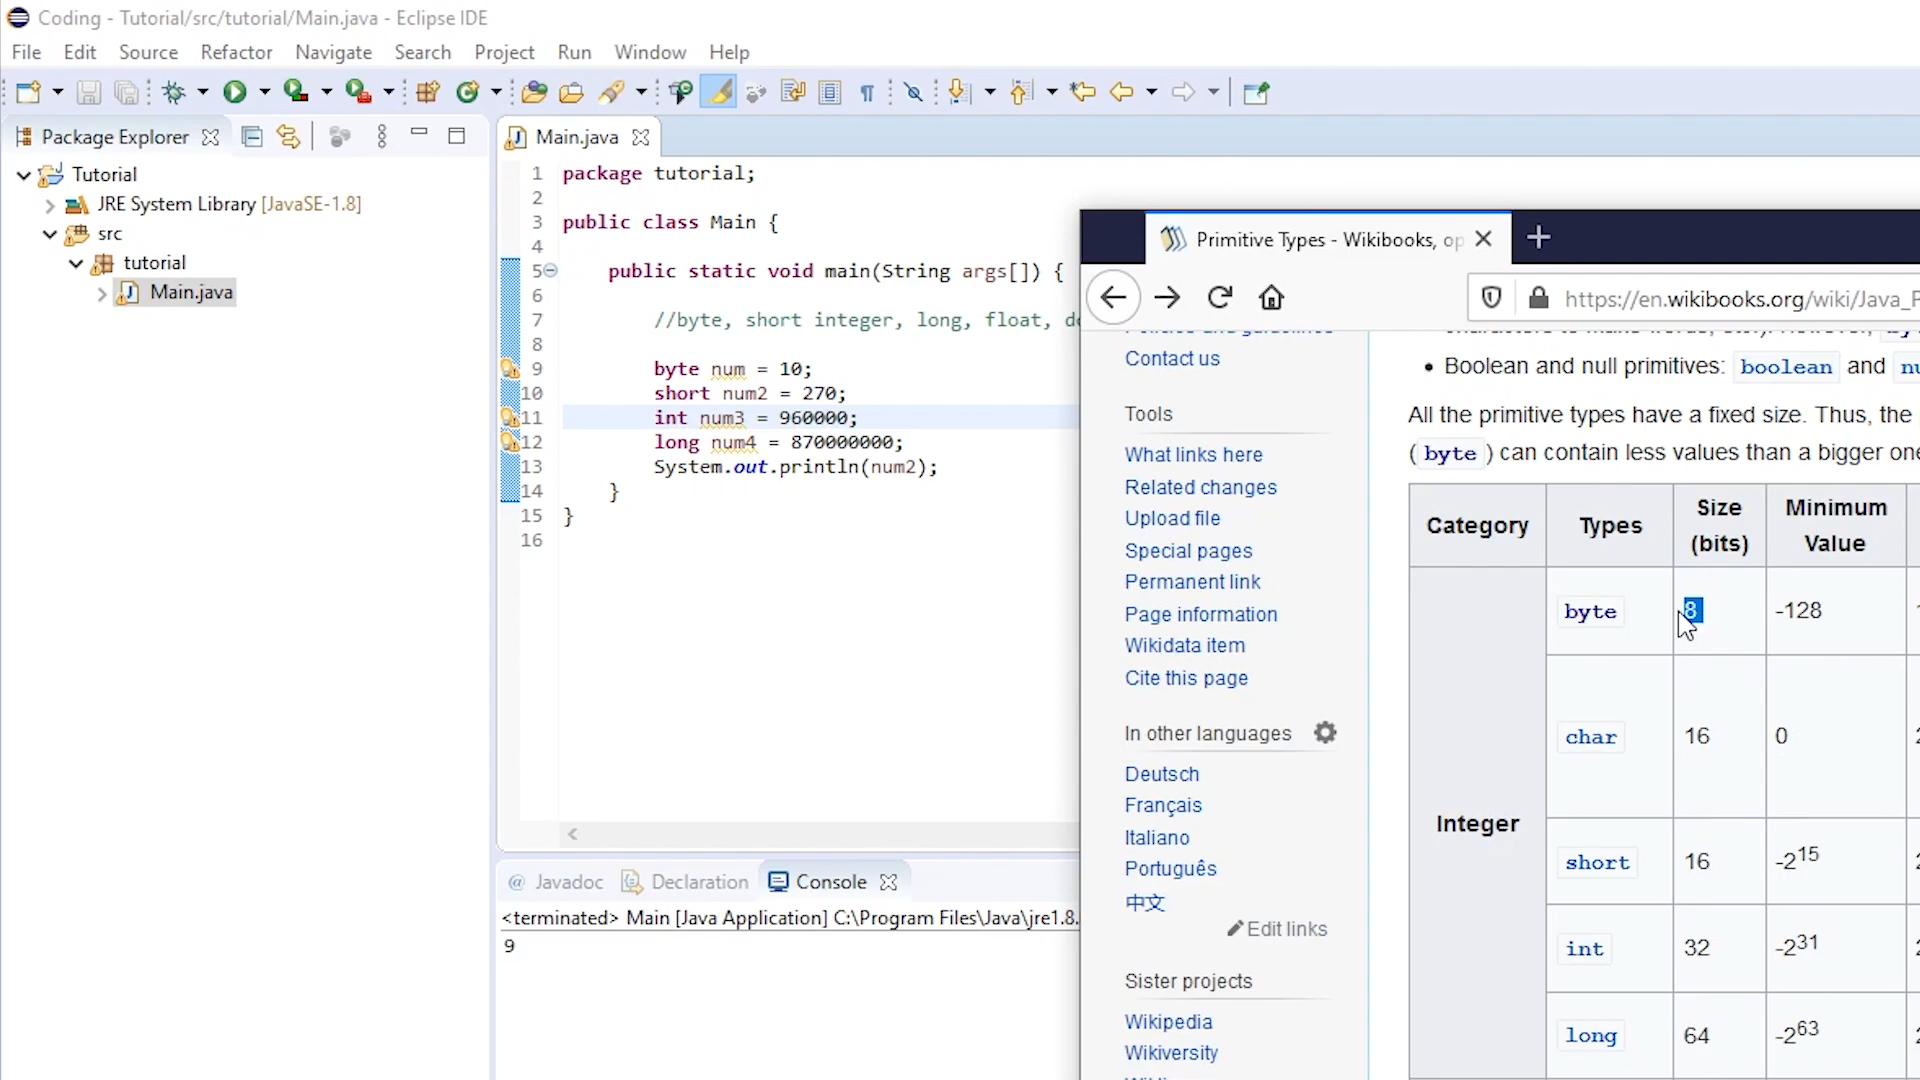 Coding - Tutorial/src/tutorial/Main.java - Eclipse IDE
File Edit Source Refactor Navigate Search Project Run Window Help
Package Explorer
Tutorial
JRE System Library [JavaSE-1.8]
src
tutorial
Main.java
Main.java
1 package tutorial;
2
3 public class Main {
4
5 public static void main(String args[]) {
6
7 //byte, short integer, long, float,
8
9 byte num = 10;
10 short num2 = 270;
11 int num3 = 960000;
12 long num4 = 870000000;
13 System.out.println(num2);
14 }
15 }
16
@ Javadoc Declaration Console
<terminated> Main [Java Application] C:\Program Files\Java\jre1.8.
9
Primitive Types - Wikibooks, op
https://en.wikibooks.org/wiki/Java_P
Policies and guidelines
Contact us
Tools
What links here
Related changes
Upload file
Special pages
Permanent link
Page information
Wikidata item
Cite this page
In other languages
Deutsch
Français
Italiano
Português
中文
Edit links
Sister projects
Wikipedia
Wikiversity
• Boolean and null primitives: boolean and
All the primitive types have a fixed size. Thus, the
(byte) can contain less values than a bigger one
Category Types Size (bits) Minimum Value
Integer
byte 8 -128
char 16 0
short 16 -2^15
int 32 -2^31
long 64 -2^63